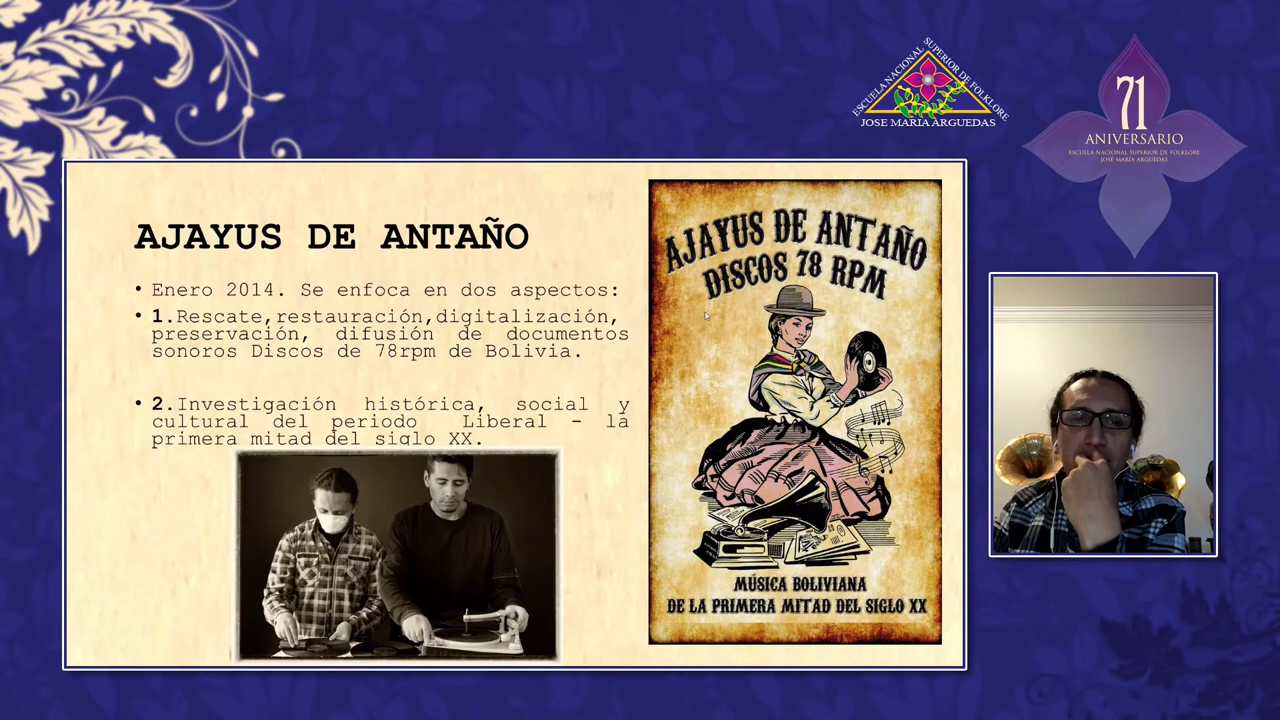 ESCUELA NACIONAL SUPERIOR DE FOLKLORE
JOSE MARIA ARGUEDAS
71
ANIVERSARIO
ESCUELA NACIONAL SUPERIOR DE FOLKLORE
JOSÉ MARÍA ARGUEDAS
AJAYUS DE ANTAÑO
• Enero 2014. Se enfoca en dos aspectos:
• 1.Rescate,restauración,digitalización,
preservación, difusión de documentos
sonoros Discos de 78rpm de Bolivia.
• 2.Investigación histórica, social y
cultural del periodo Liberal - la
primera mitad del siglo XX.
AJAYUS DE ANTAÑO
DISCOS 78 RPM
MÚSICA BOLIVIANA
DE LA PRIMERA MITAD DEL SIGLO XX